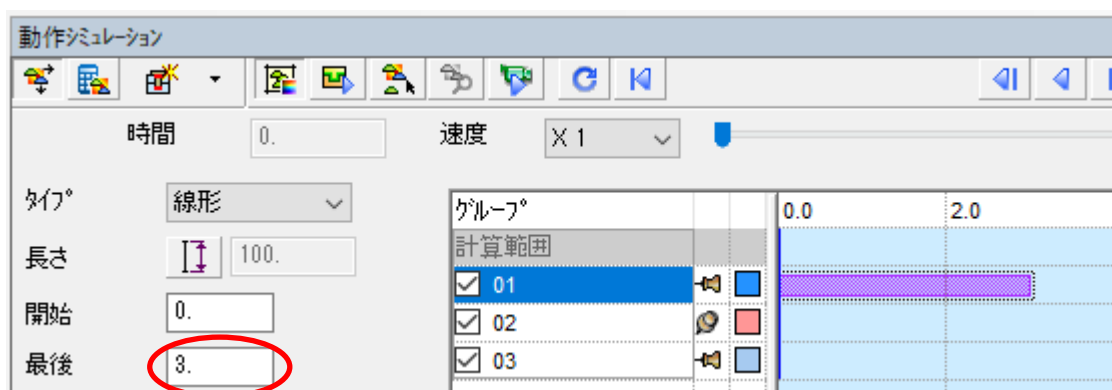 動作ｼﾐｭﾚｰｼｮﾝ
時間 0. 速度 X 1
ﾀｲﾌﾟ 線形
長さ 100.
開始 0.
最後 3.
ｸﾞﾙｰﾌﾟ 0.0 2.0
計算範囲
01
02
03